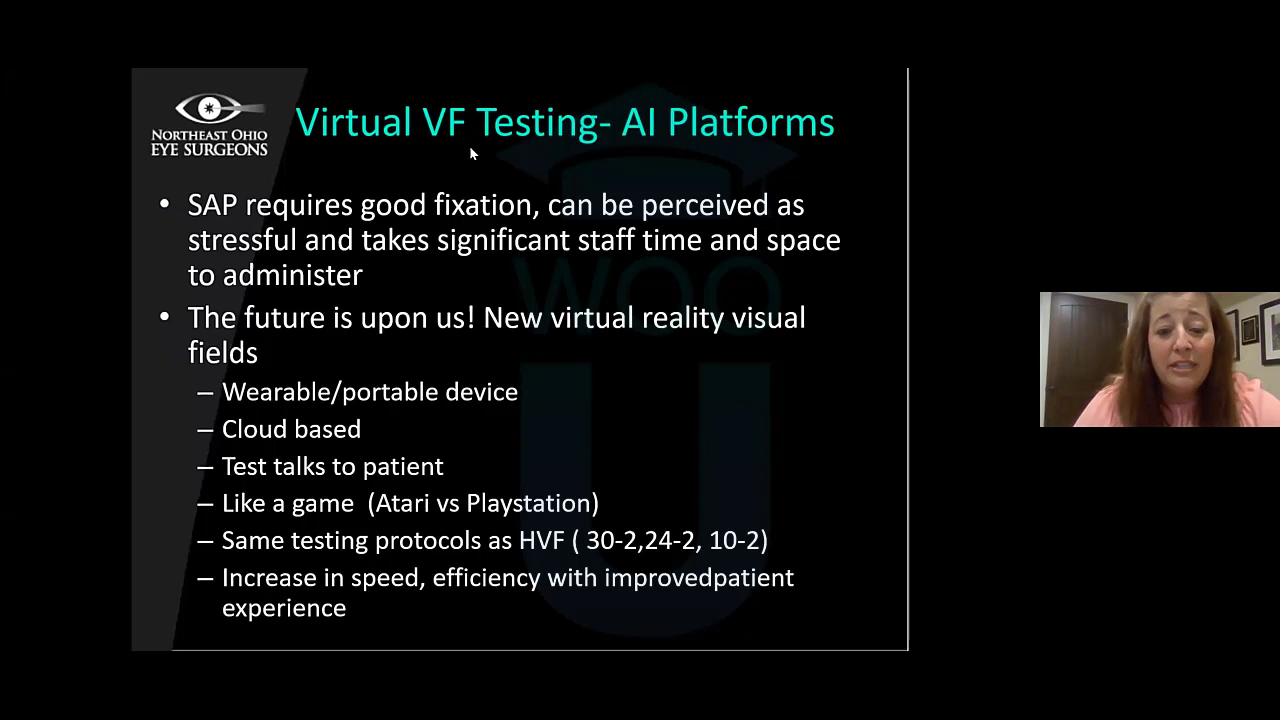 NORTHEAST OHIO
EYE SURGEONS
Virtual VF Testing- AI Platforms
• SAP requires good fixation, can be perceived as
stressful and takes significant staff time and space
to administer
• The future is upon us! New virtual reality visual
fields
– Wearable/portable device
– Cloud based
– Test talks to patient
– Like a game  (Atari vs Playstation)
– Same testing protocols as HVF ( 30-2,24-2, 10-2)
– Increase in speed, efficiency with improvedpatient
experience
WOO
U